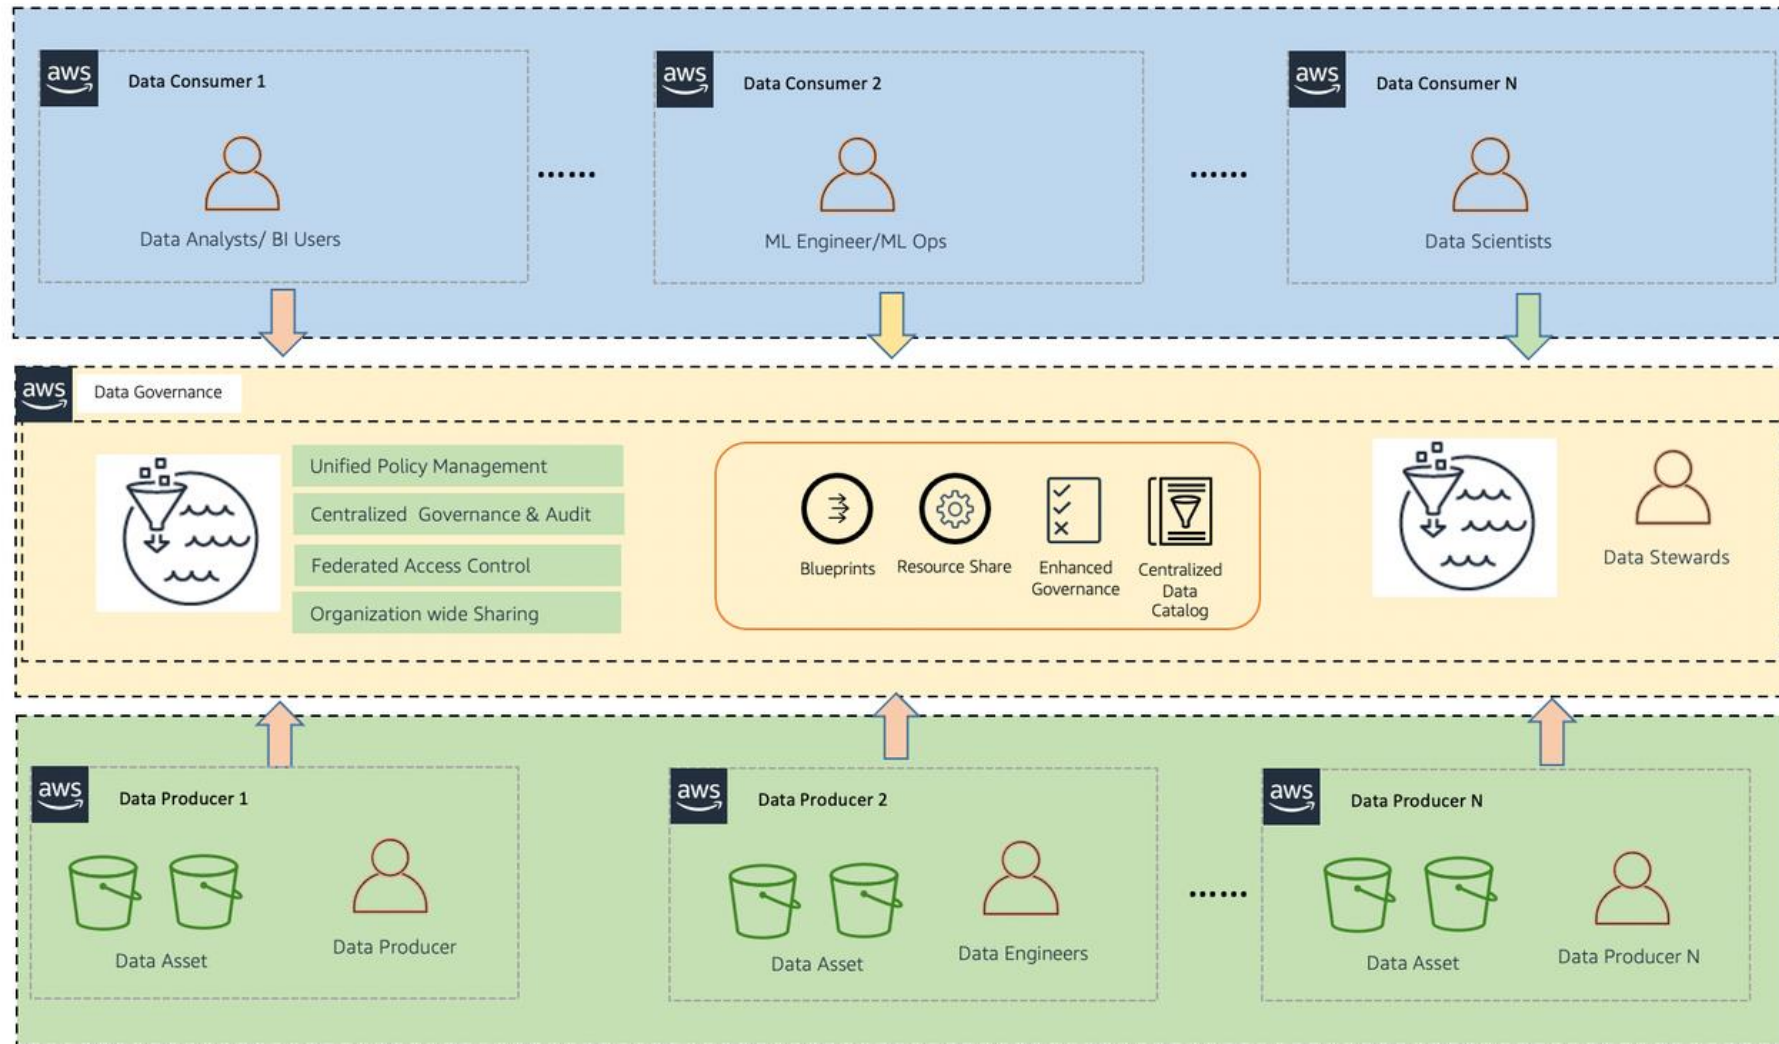 aws
Data Consumer 1
Data Analysts/ BI Users
......
aws
Data Consumer 2
ML Engineer/ML Ops
......
aws
Data Consumer N
Data Scientists
aws
Data Governance
Unified Policy Management
Centralized Governance & Audit
Federated Access Control
Organization wide Sharing
Blueprints
Resource Share
Enhanced
Governance
Centralized
Data
Catalog
Data Stewards
aws
Data Producer 1
Data Asset
Data Producer
aws
Data Producer 2
Data Asset
Data Engineers
......
aws
Data Producer N
Data Asset
Data Producer N